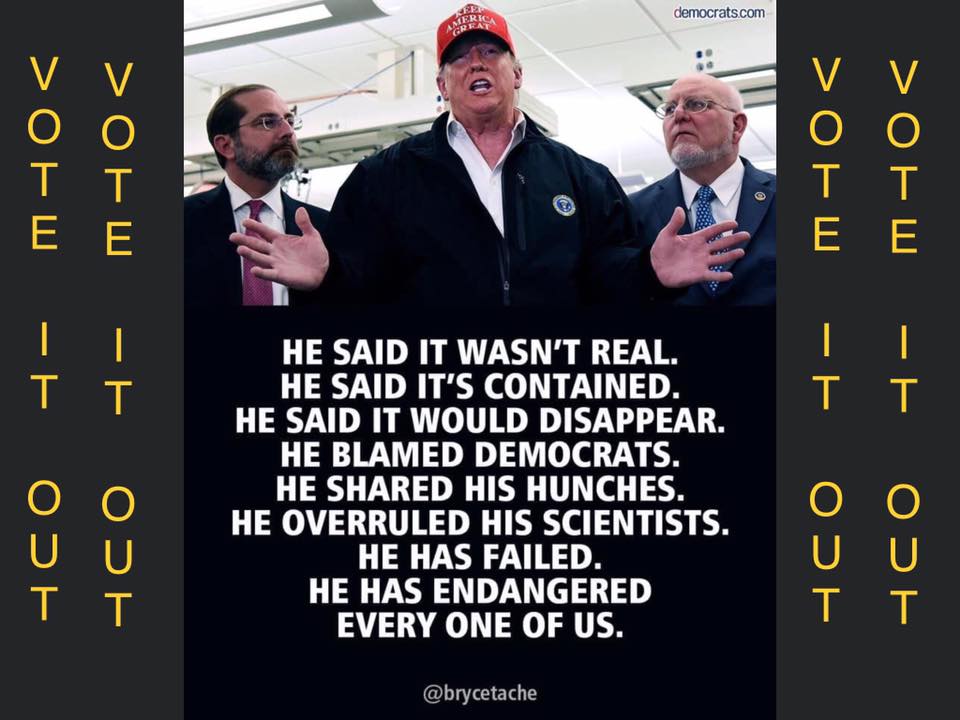 VOTE IT OUT
VOTE IT OUT
KEEP
AMERICA
GREAT
democrats.com
HE SAID IT WASN'T REAL.
HE SAID IT'S CONTAINED.
HE SAID IT WOULD DISAPPEAR.
HE BLAMED DEMOCRATS.
HE SHARED HIS HUNCHES.
HE OVERRULED HIS SCIENTISTS.
HE HAS FAILED.
HE HAS ENDANGERED
EVERY ONE OF US.
@brycetache
VOTE IT OUT
VOTE IT OUT